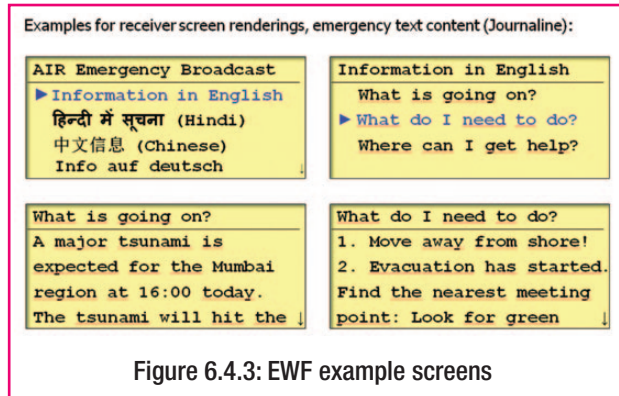 Examples for receiver screen renderings, emergency text content (Journaline):
AIR Emergency Broadcast
▶Information in English
हिन्दी में सूचना (Hindi)
中文信息 (Chinese)
Info auf deutsch ↓
Information in English
What is going on?
▶ What do I need to do?
Where can I get help?
What is going on?
A major tsunami is
expected for the Mumbai
region at 16:00 today.
The tsunami will hit the ↓
What do I need to do?
1. Move away from shore!
2. Evacuation has started.
Find the nearest meeting
point: Look for green ↓
Figure 6.4.3: EWF example screens